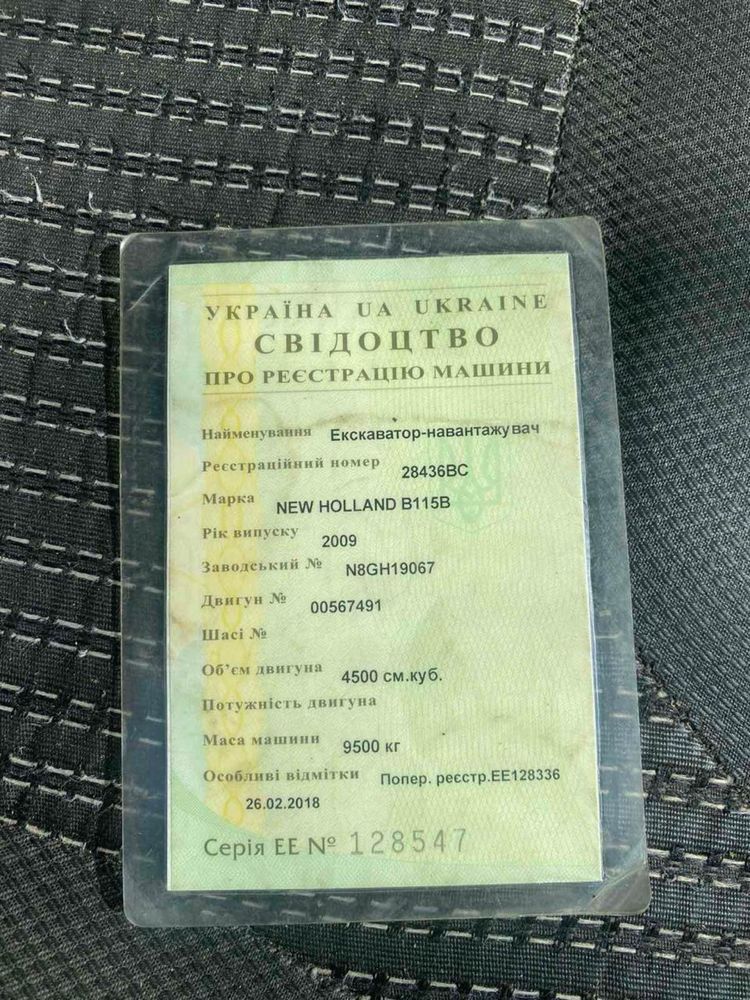 УКРАЇНА UA UKRAINE
СВІДОЦТВО
ПРО РЕЄСТРАЦІЮ МАШИНИ
Найменування Екскаватор-навантажувач
Реєстраційний номер 28436ВС
Марка NEW HOLLAND B115B
Рік випуску 2009
Заводський № N8GH19067
Двигун № 00567491
Шасі №
Об'єм двигуна 4500 см.куб.
Потужність двигуна
Маса машини 9500 кг
Особливі відмітки Попер. реєстр.ЕЕ128336
26.02.2018
Серія ЕЕ № 128547